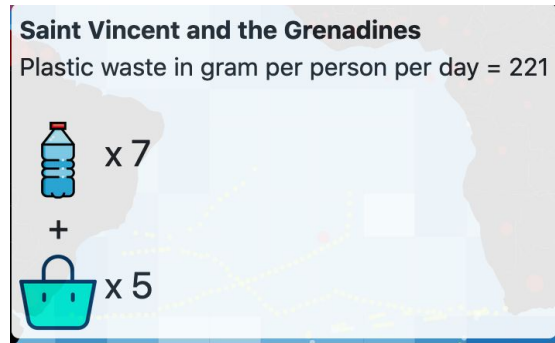 Saint Vincent and the Grenadines
Plastic waste in gram per person per day = 221
x 7
+
x 5